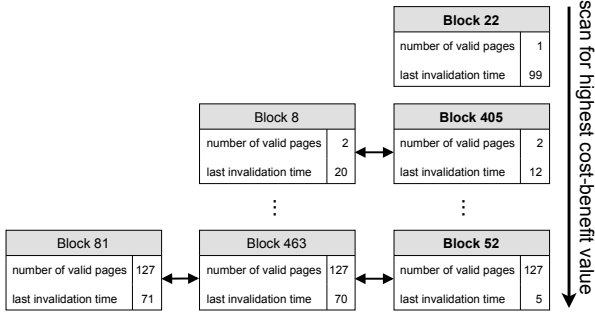 Block 22
number of valid pages 1
last invalidation time 99
Block 8
number of valid pages 2
last invalidation time 20
Block 405
number of valid pages 2
last invalidation time 12
⋮ ⋮
Block 81
number of valid pages 127
last invalidation time 71
Block 463
number of valid pages 127
last invalidation time 70
Block 52
number of valid pages 127
last invalidation time 5
scan for highest cost-benefit value